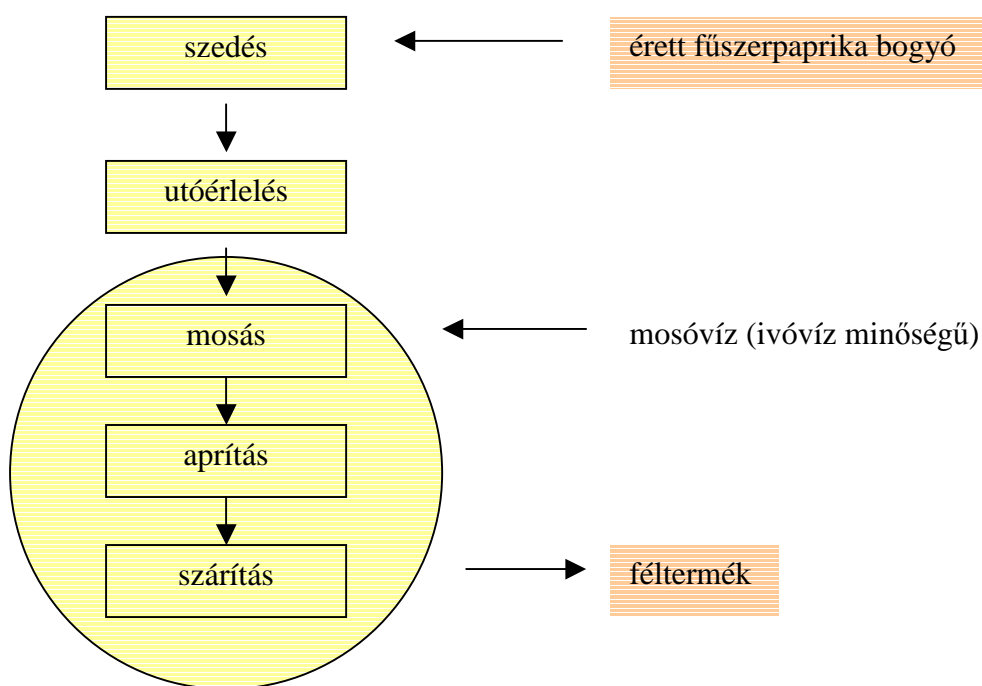 szedés
érett fűszerpaprika bogyó
utóérlelés
mosás
mosóvíz (ivóvíz minőségű)
aprítás
szárítás
féltermék